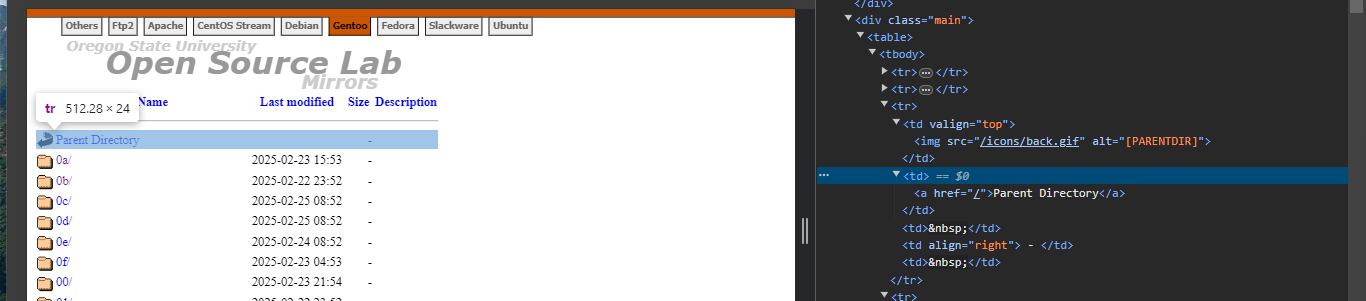 Others Ftp2 Apache CentOS Stream Debian Gentoo Fedora Slackware Ubuntu
Oregon State University
Open Source Lab
Mirrors
Name Last modified Size Description
tr 512.28 × 24
Parent Directory -
0a/ 2025-02-23 15:53 -
0b/ 2025-02-22 23:52 -
0c/ 2025-02-25 08:52 -
0d/ 2025-02-25 08:52 -
0e/ 2025-02-24 08:52 -
0f/ 2025-02-23 04:53 -
00/ 2025-02-23 21:54 -
</div>
<div class="main">
<table>
<tbody>
<tr> ⋯ </tr>
<tr> ⋯ </tr>
<tr>
<td valign="top">
<img src="/icons/back.gif" alt="[PARENTDIR]">
</td>
⋯ <td> == $0
<a href="/">Parent Directory</a>
</td>
<td>&nbsp;</td>
<td align="right"> - </td>
<td>&nbsp;</td>
</tr>
<tr>